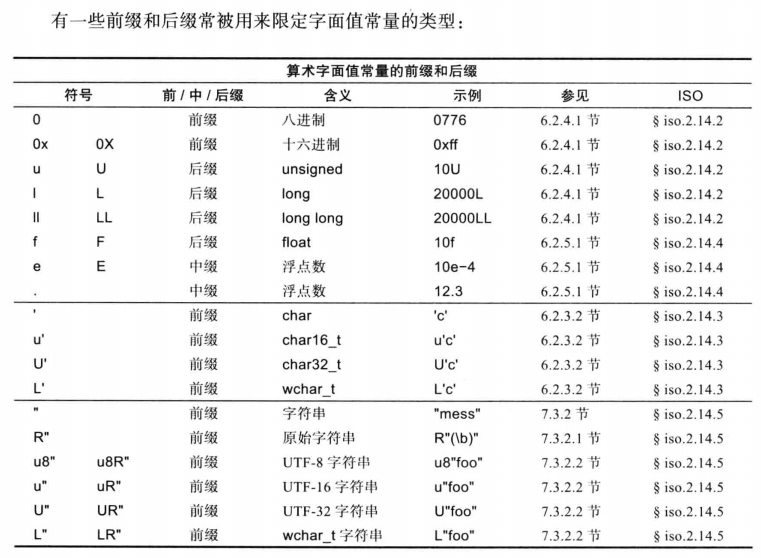 有一些前缀和后缀常被用来限定字面值常量的类型：
算术字面值常量的前缀和后缀
符号 前/中/后缀 含义 示例 参见 ISO
0 前缀 八进制 0776 6.2.4.1 节 § iso.2.14.2
0x 0X 前缀 十六进制 0xff 6.2.4.1 节 § iso.2.14.2
u U 后缀 unsigned 10U 6.2.4.1 节 § iso.2.14.2
l L 后缀 long 20000L 6.2.4.1 节 § iso.2.14.2
ll LL 后缀 long long 20000LL 6.2.4.1 节 § iso.2.14.2
f F 后缀 float 10f 6.2.5.1 节 § iso.2.14.4
e E 中缀 浮点数 10e−4 6.2.5.1 节 § iso.2.14.4
. 中缀 浮点数 12.3 6.2.5.1 节 § iso.2.14.4
' 前缀 char 'c' 6.2.3.2 节 § iso.2.14.3
u' 前缀 char16_t u'c' 6.2.3.2 节 § iso.2.14.3
U' 前缀 char32_t U'c' 6.2.3.2 节 § iso.2.14.3
L' 前缀 wchar_t L'c' 6.2.3.2 节 § iso.2.14.3
" 前缀 字符串 "mess" 7.3.2 节 § iso.2.14.5
R" 前缀 原始字符串 R"(\b)" 7.3.2.1 节 § iso.2.14.5
u8" u8R" 前缀 UTF-8 字符串 u8"foo" 7.3.2.2 节 § iso.2.14.5
u" uR" 前缀 UTF-16 字符串 u"foo" 7.3.2.2 节 § iso.2.14.5
U" UR" 前缀 UTF-32 字符串 U"foo" 7.3.2.2 节 § iso.2.14.5
L" LR" 前缀 wchar_t 字符串 L"foo" 7.3.2.2 节 § iso.2.14.5